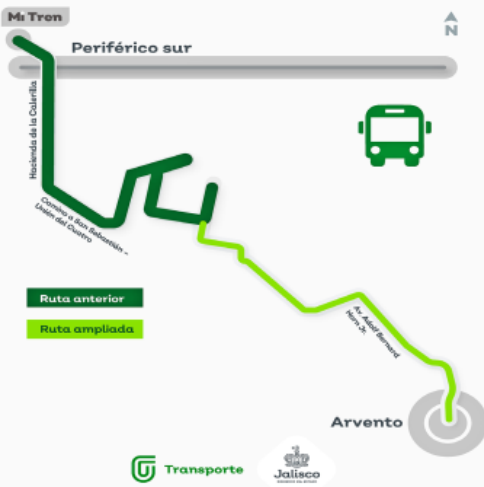 Mi Tren
N
Periférico sur
Hacienda de la Calerilla
Camino a San Sebastián -
Unión del Cuatro
Ruta anterior
Ruta ampliada
Av. Adolf Bernard
Horn Jr.
Arvento
Transporte
Jalisco